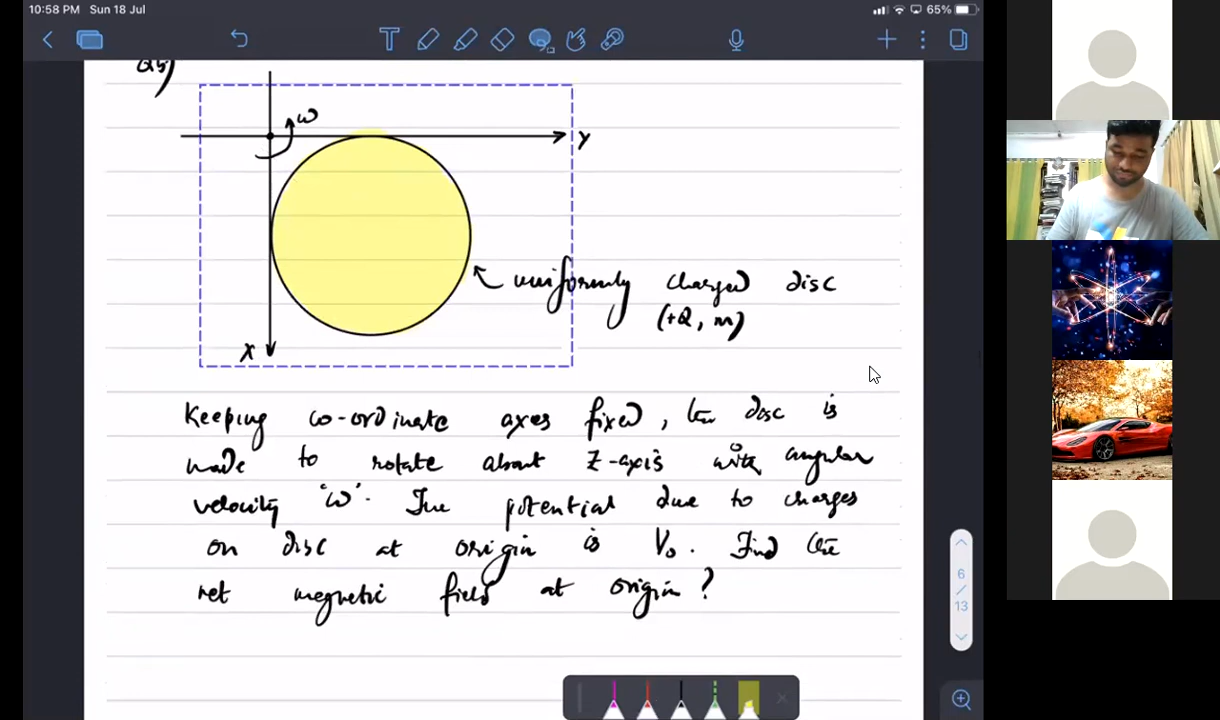 10:58 PM Sun 18 Jul
65%
Q5)
ω
Y
X
uniformly charged disc
(+Q, m)
Keeping co-ordinate axes fixed, the disc is
made to rotate about Z-axis with angular
velocity 'ω'. The potential due to charges
on disc at origin is V₀. Find the
net magnetic field at origin?
6
/
13